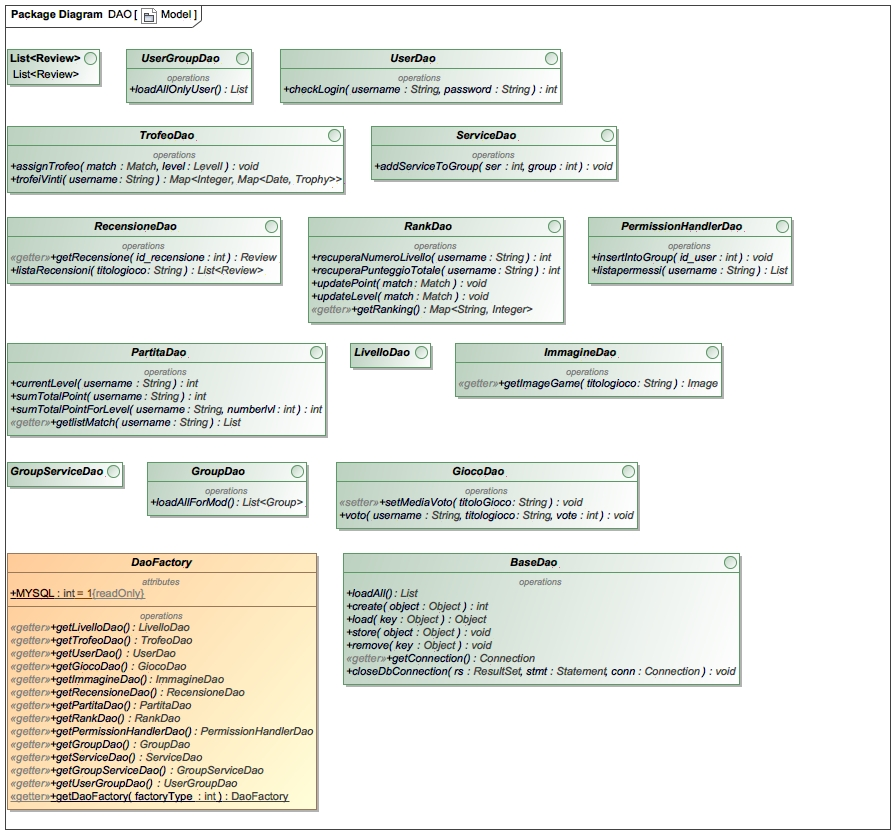 Package Diagram DAO [ Model ]
List<Review>
List<Review>
UserGroupDao
operations
+loadAllOnlyUser() : List
UserDao
operations
+checkLogin( username : String, password : String ) : int
TrofeoDao
operations
+assignTrofeo( match : Match, level : Levell ) : void
+trofeiVinti( username : String ) : Map<Integer, Map<Date, Trophy>>
ServiceDao
operations
+addServiceToGroup( ser : int, group : int ) : void
RecensioneDao
operations
«getter»+getRecensione( id_recensione : int ) : Review
+listaRecensioni( titologioco : String ) : List<Review>
RankDao
operations
+recuperaNumeroLivello( username : String ) : int
+recuperaPunteggioTotale( username : String ) : int
+updatePoint( match : Match ) : void
+updateLevel( match : Match ) : void
«getter»+getRanking() : Map<String, Integer>
PermissionHandlerDao
operations
+insertIntoGroup( id_user : int ) : void
+listapermessi( username : String ) : List
PartitaDao
operations
+currentLevel( username : String ) : int
+sumTotalPoint( username : String ) : int
+sumTotalPointForLevel( username : String, numberlvl : int ) : int
«getter»+getlistMatch( username : String ) : List
LivelloDao
ImmagineDao
operations
«getter»+getImageGame( titologioco : String ) : Image
GroupServiceDao
GroupDao
operations
+loadAllForMod() : List<Group>
GiocoDao
operations
«setter»+setMediaVoto( titoloGioco : String ) : void
+voto( username : String, titologioco : String, vote : int ) : void
DaoFactory
attributes
+MYSQL : int = 1{readOnly}
operations
«getter»+getLivelloDao() : LivelloDao
«getter»+getTrofeoDao() : TrofeoDao
«getter»+getUserDao() : UserDao
«getter»+getGiocoDao() : GiocoDao
«getter»+getImmagineDao() : ImmagineDao
«getter»+getRecensioneDao() : RecensioneDao
«getter»+getPartitaDao() : PartitaDao
«getter»+getRankDao() : RankDao
«getter»+getPermissionHandlerDao() : PermissionHandlerDao
«getter»+getGroupDao() : GroupDao
«getter»+getServiceDao() : ServiceDao
«getter»+getGroupServiceDao() : GroupServiceDao
«getter»+getUserGroupDao() : UserGroupDao
«getter»+getDaoFactory( factoryType : int ) : DaoFactory
BaseDao
operations
+loadAll() : List
+create( object : Object ) : int
+load( key : Object ) : Object
+store( object : Object ) : void
+remove( key : Object ) : void
«getter»+getConnection() : Connection
+closeDbConnection( rs : ResultSet, stmt : Statement, conn : Connection ) : void